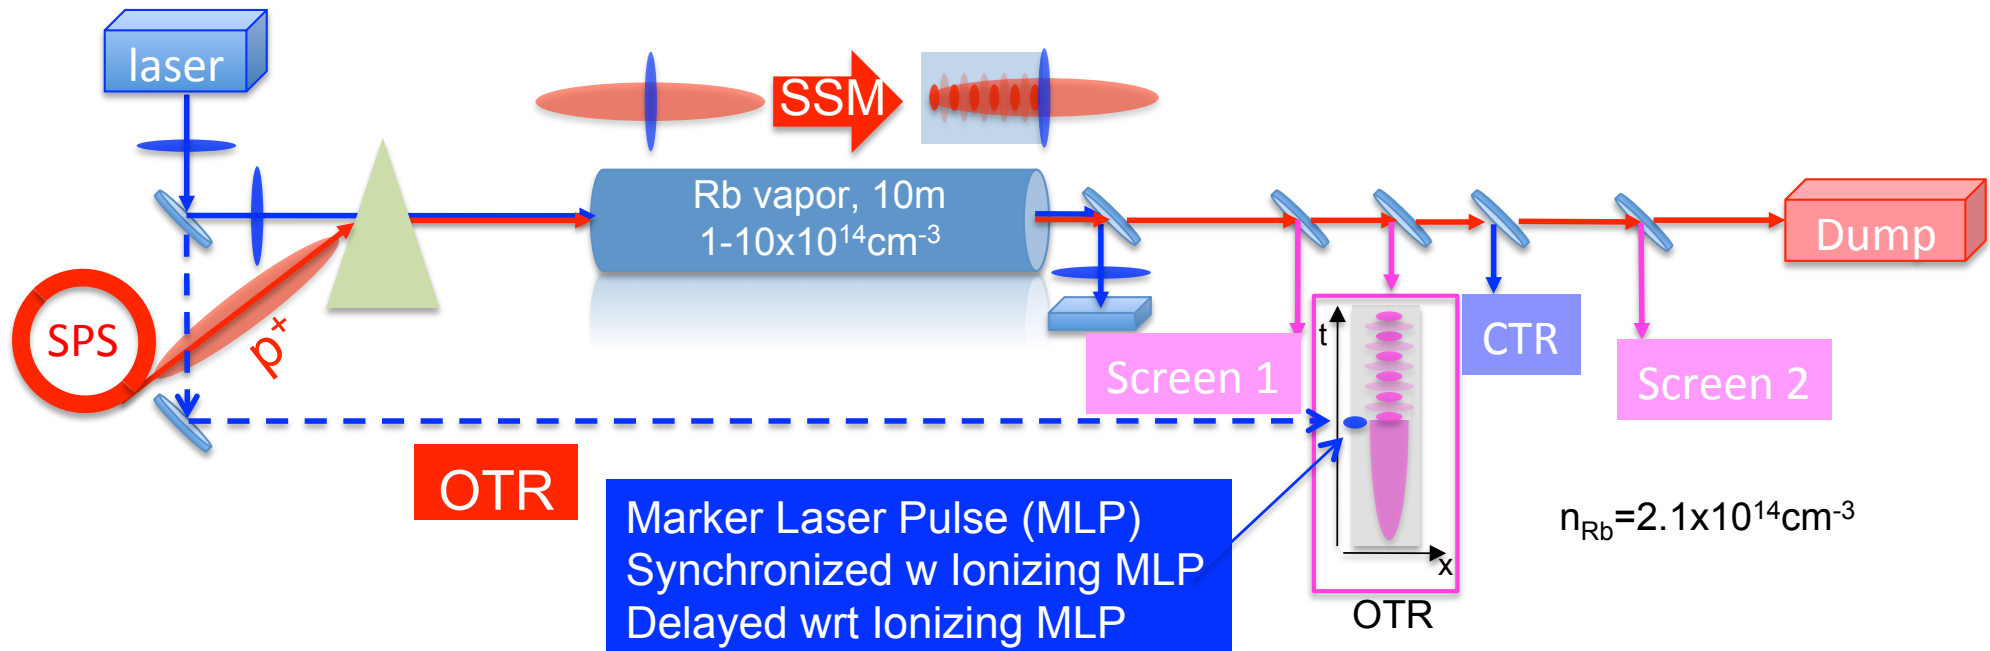 laser
SSM
Rb vapor, 10m
1-10x10¹⁴cm⁻³
Dump
SPS
p⁺
t
CTR
Screen 1
Screen 2
OTR
Marker Laser Pulse (MLP)
Synchronized w Ionizing MLP
Delayed wrt Ionizing MLP
x
OTR
n_Rb=2.1x10¹⁴cm⁻³